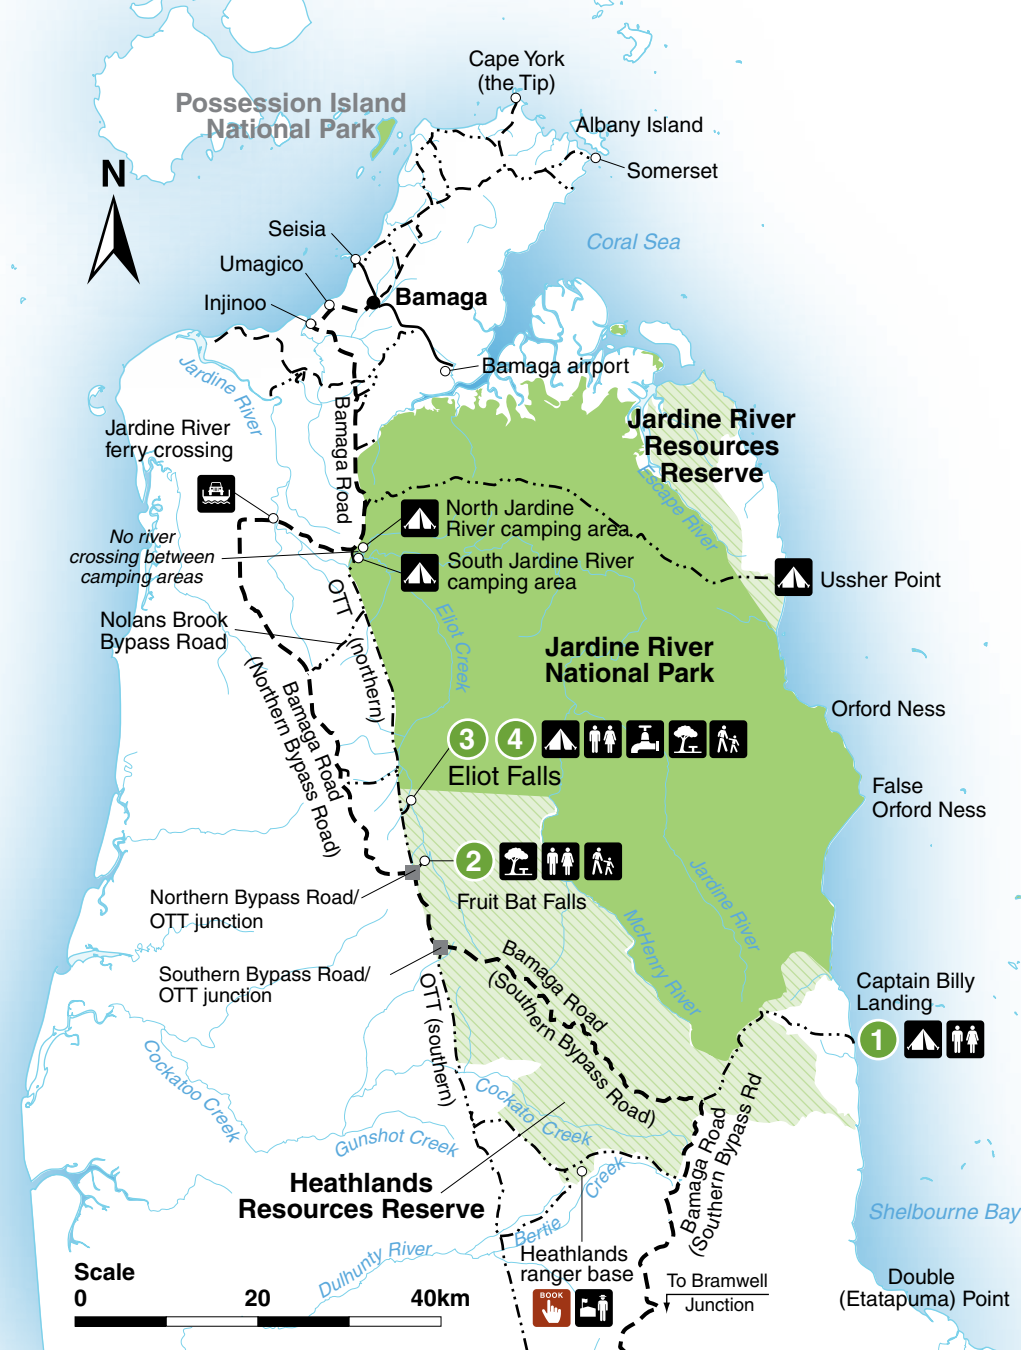 Cape York
(the Tip)
Possession Island
National Park
Albany Island
Somerset
N
Seisia
Coral Sea
Umagico
Injinoo
Bamaga
Jardine River
Bamaga airport
Bamaga Road
Jardine River
Resources
Reserve
Jardine River
ferry crossing
Escape River
North Jardine
River camping area
No river
crossing between
camping areas
South Jardine River
camping area
Ussher Point
OTT (northern)
Eliot Creek
Nolans Brook
Bypass Road
Jardine River
National Park
Bamaga Road
(Northern Bypass Road)
Orford Ness
3 4
Eliot Falls
False
Orford Ness
2
Fruit Bat Falls
Jardine River
McHenry River
Northern Bypass Road/
OTT junction
Southern Bypass Road/
OTT junction
Bamaga Road
(Southern Bypass Road)
OTT (southern)
Captain Billy
Landing
1
Cockatoo Creek
Gunshot Creek
Cockato Creek
Bamaga Road
(Southern Bypass Rd
Heathlands
Resources Reserve
Bertie Creek
Dulhunty River
Shelbourne Bay
Heathlands
ranger base
BOOK
To Bramwell
Junction
Double
(Etatapuma) Point
Scale
0 20 40km